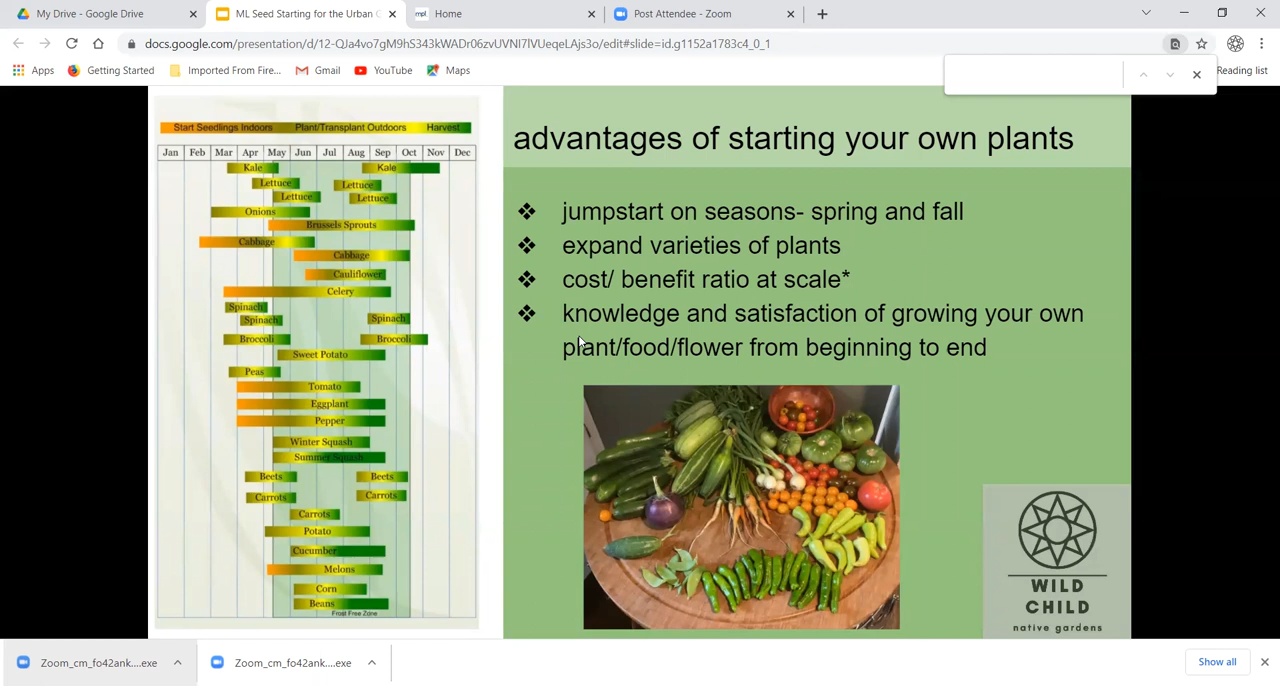 My Drive - Google Drive
ML Seed Starting for the Urban G
mpl
Home
Post Attendee - Zoom
docs.google.com/presentation/d/12-QJa4vo7gM9hS343kWADr06zvUVNI7lVUeqeLAjs3o/edit#slide=id.g1152a1783c4_0_1
Apps
Getting Started
Imported From Fire...
Gmail
YouTube
Maps
Reading list
Start Seedlings Indoors Plant/Transplant Outdoors Harvest
Jan Feb Mar Apr May Jun Jul Aug Sep Oct Nov Dec
Kale Kale
Lettuce Lettuce
Lettuce Lettuce
Onions
Brussels Sprouts
Cabbage
Cabbage
Cauliflower
Celery
Spinach
Spinach Spinach
Broccoli Broccoli
Sweet Potato
Peas
Tomato
Eggplant
Pepper
Winter Squash
Summer Squash
Beets Beets
Carrots Carrots
Carrots
Potato
Cucumber
Melons
Corn
Beans
Frost Free Zone
advantages of starting your own plants
❖ jumpstart on seasons- spring and fall
❖ expand varieties of plants
❖ cost/ benefit ratio at scale*
❖ knowledge and satisfaction of growing your own
plant/food/flower from beginning to end
WILD
CHILD
native gardens
Zoom_cm_fo42ank....exe
Zoom_cm_fo42ank....exe
Show all